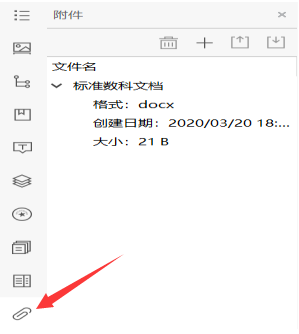 附件
文件名
标准数科文档
格式：docx
创建日期：2020/03/20 18:...
大小：21 B